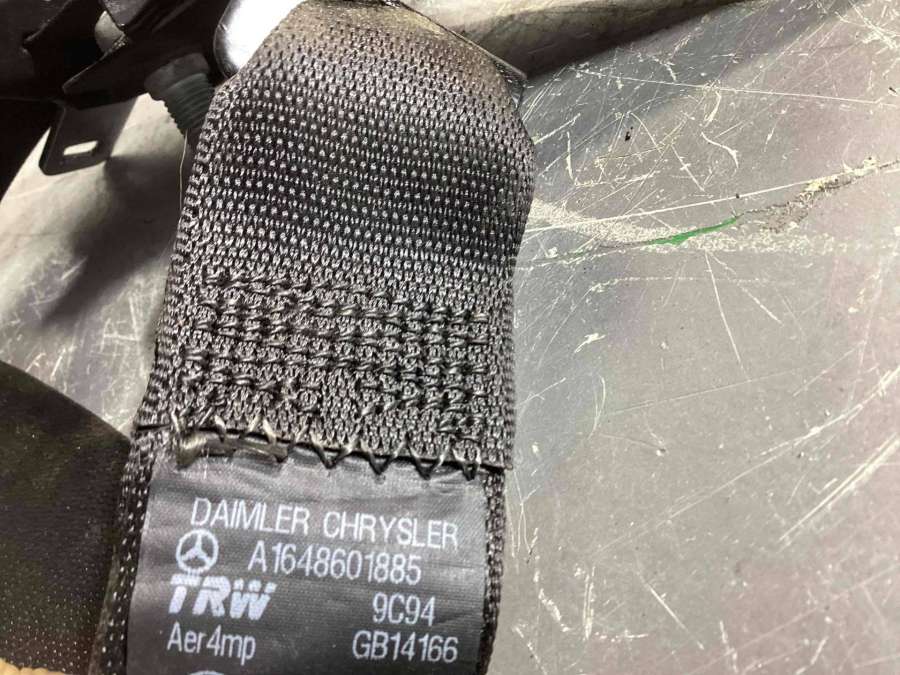 DAIMLER CHRYSLER
A1648601885
TRW 9C94
Aer4mp GB14166